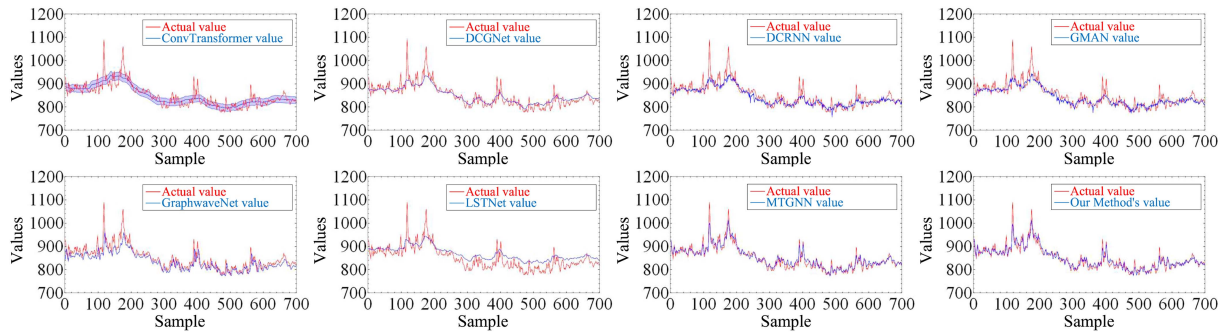 1200
1100
1000
900
800
700
Values
Actual value
ConvTransformer value
0 100 200 300 400 500 600 700
Sample
1200
1100
1000
900
800
700
Values
Actual value
DCGNet value
0 100 200 300 400 500 600 700
Sample
1200
1100
1000
900
800
700
Values
Actual value
DCRNN value
0 100 200 300 400 500 600 700
Sample
1200
1100
1000
900
800
700
Values
Actual value
GMAN value
0 100 200 300 400 500 600 700
Sample
1200
1100
1000
900
800
700
Values
Actual value
GraphwaveNet value
0 100 200 300 400 500 600 700
Sample
1200
1100
1000
900
800
700
Values
Actual value
LSTNet value
0 100 200 300 400 500 600 700
Sample
1200
1100
1000
900
800
700
Values
Actual value
MTGNN value
0 100 200 300 400 500 600 700
Sample
1200
1100
1000
900
800
700
Values
Actual value
Our Method's value
0 100 200 300 400 500 600 700
Sample